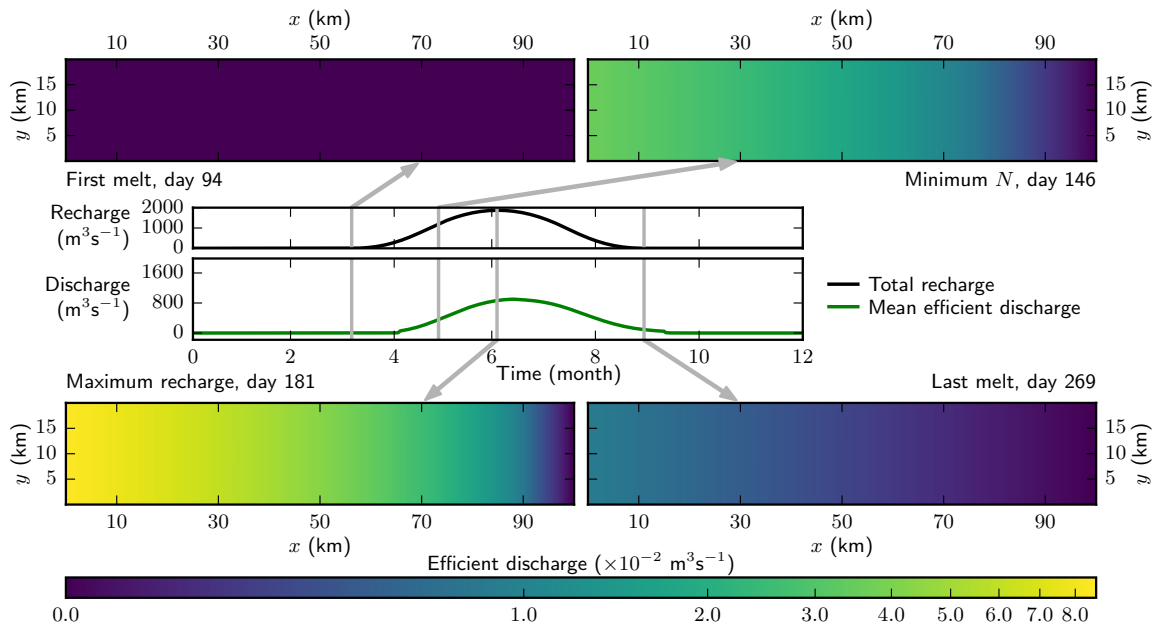 x (km) x (km)
10 30 50 70 90 10 30 50 70 90
y (km) 15 10 5 15 10 5 y (km)
First melt, day 94 Minimum N, day 146
Recharge (m³s⁻¹) 2000 1000 0
Discharge (m³s⁻¹) 1600 800 0
Total recharge
Mean efficient discharge
0 2 4 6 8 10 12
Time (month)
Maximum recharge, day 181 Last melt, day 269
y (km) 15 10 5 15 10 5 y (km)
10 30 50 70 90 10 30 50 70 90
x (km) x (km)
Efficient discharge (×10⁻² m³s⁻¹)
0.0 1.0 2.0 3.0 4.0 5.0 6.0 7.0 8.0